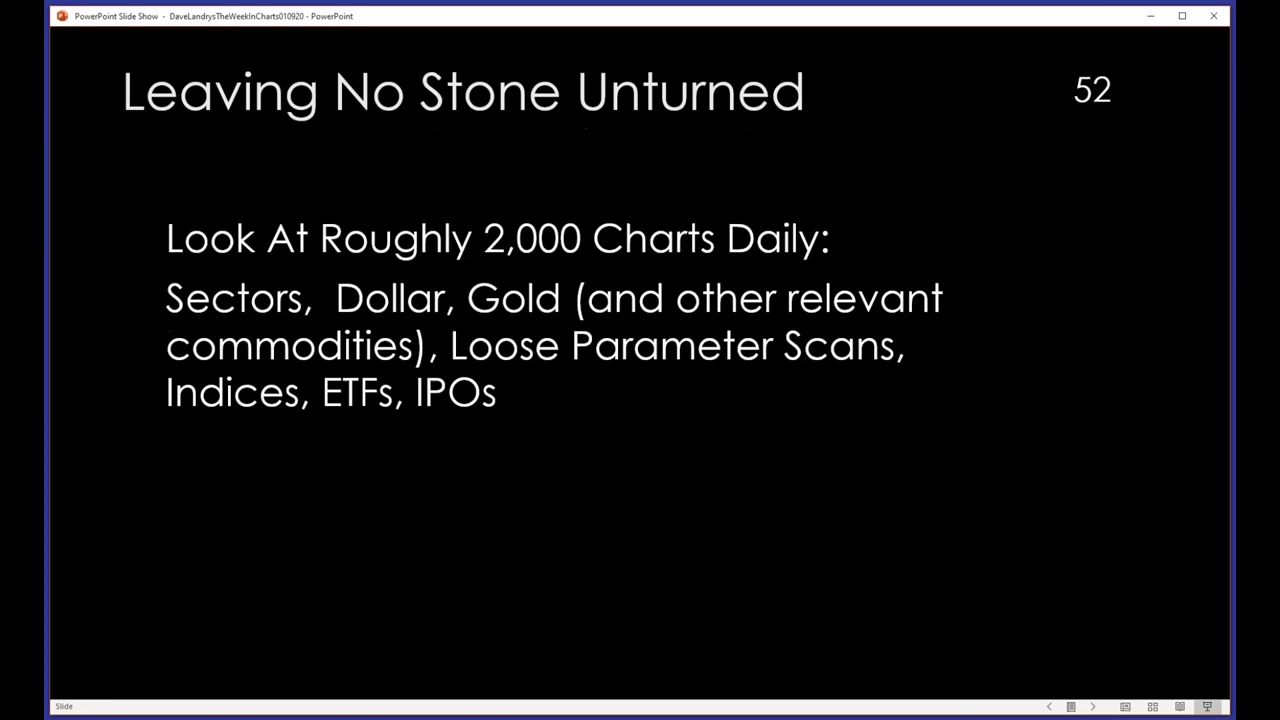 PowerPoint Slide Show - DaveLandrysTheWeekInCharts010920 - PowerPoint
Leaving No Stone Unturned
52
Look At Roughly 2,000 Charts Daily:
Sectors,  Dollar, Gold (and other relevant
commodities), Loose Parameter Scans,
Indices, ETFs, IPOs
Slide